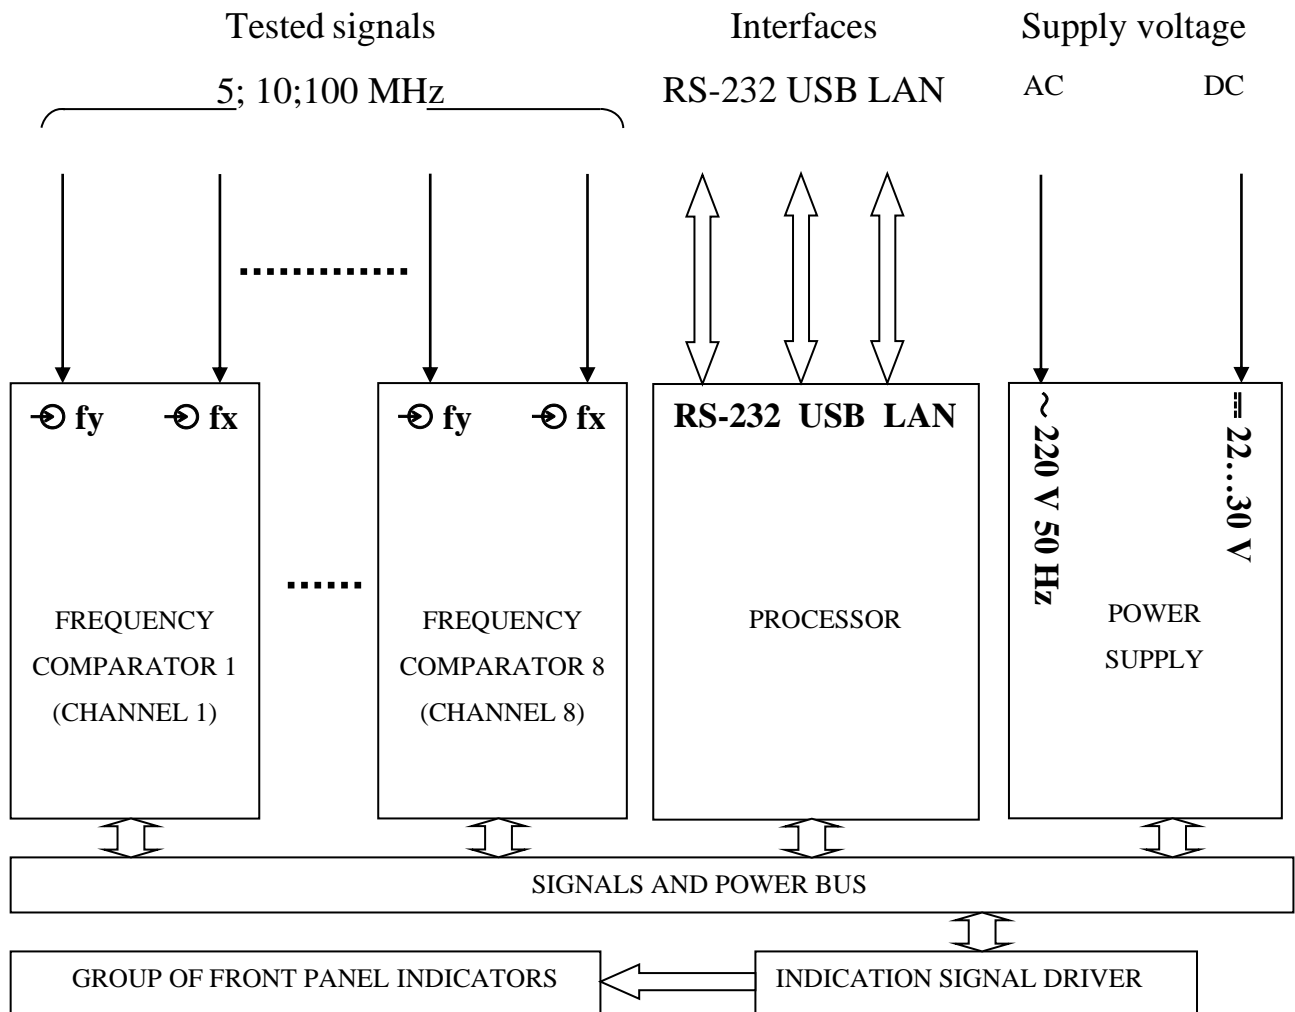 Tested signals
Interfaces
Supply voltage
5; 10;100 MHz
RS-232 USB LAN
AC
DC
fy
fx
fy
fx
RS-232 USB LAN
~ 220 V 50 Hz
22...30 V
FREQUENCY
COMPARATOR 1
(CHANNEL 1)
FREQUENCY
COMPARATOR 8
(CHANNEL 8)
PROCESSOR
POWER
SUPPLY
SIGNALS AND POWER BUS
GROUP OF FRONT PANEL INDICATORS
INDICATION SIGNAL DRIVER